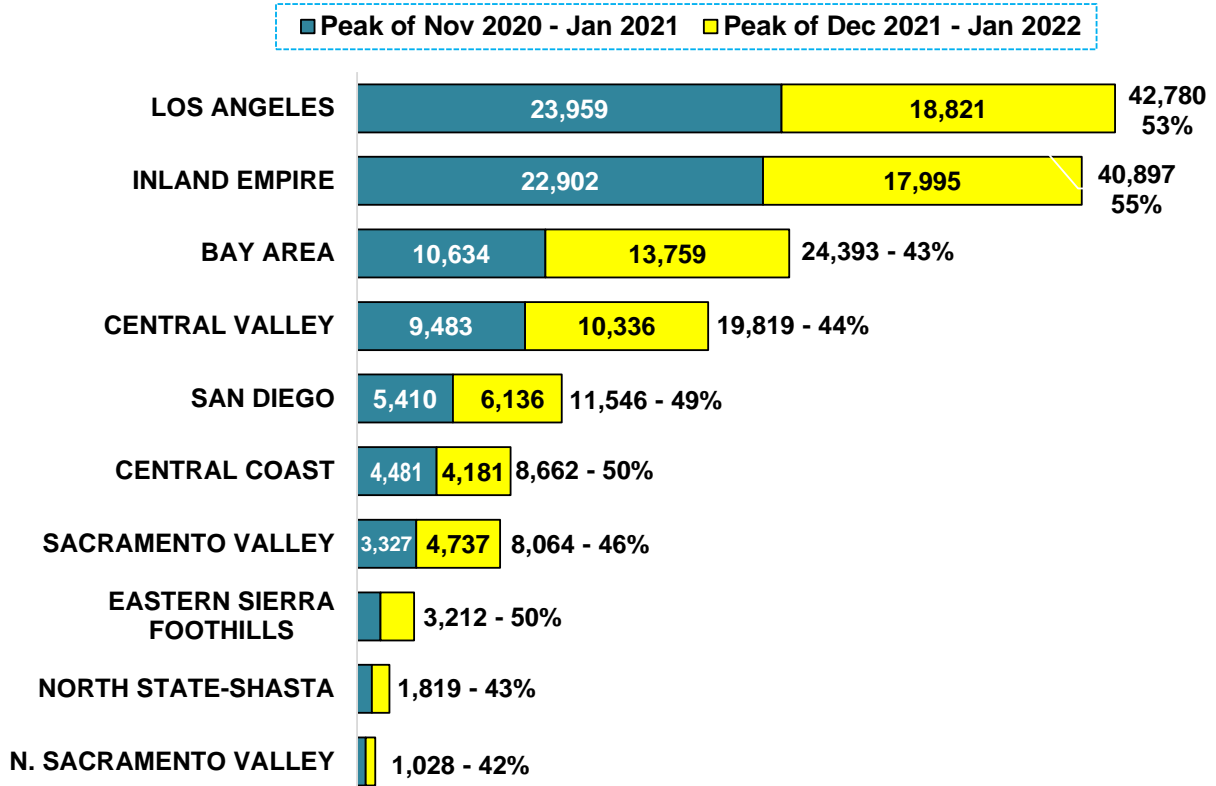 Peak of Nov 2020 - Jan 2021 Peak of Dec 2021 - Jan 2022
LOS ANGELES 23,959 18,821 42,780
53%
INLAND EMPIRE 22,902 17,995 40,897
55%
BAY AREA 10,634 13,759 24,393 - 43%
CENTRAL VALLEY 9,483 10,336 19,819 - 44%
SAN DIEGO 5,410 6,136 11,546 - 49%
CENTRAL COAST 4,481 4,181 8,662 - 50%
SACRAMENTO VALLEY 3,327 4,737 8,064 - 46%
EASTERN SIERRA
FOOTHILLS 3,212 - 50%
NORTH STATE-SHASTA 1,819 - 43%
N. SACRAMENTO VALLEY 1,028 - 42%